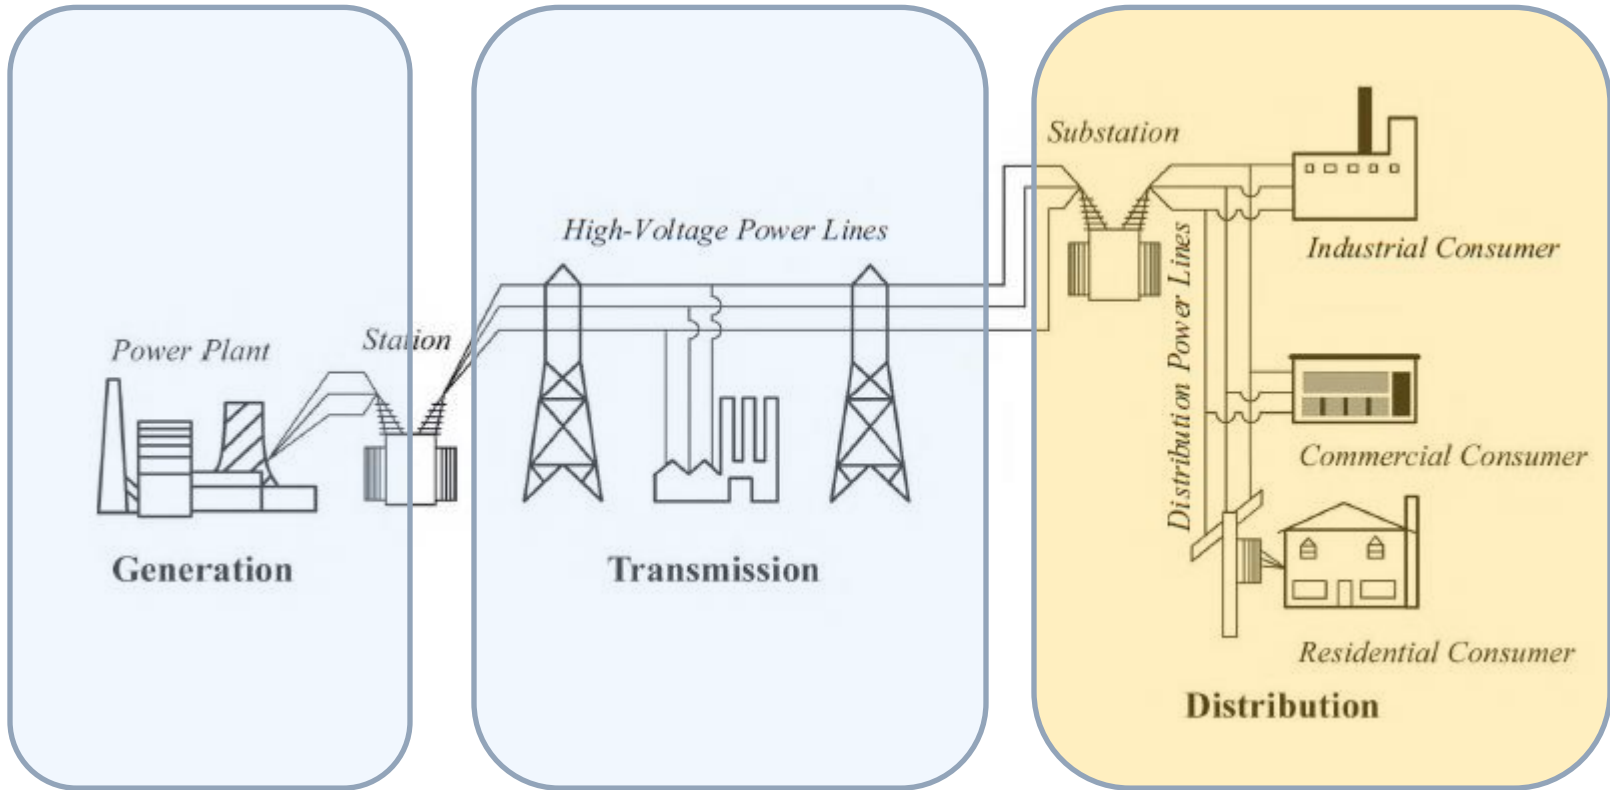 Power Plant
Station
Generation
High-Voltage Power Lines
Transmission
Substation
Distribution Power Lines
Industrial Consumer
Commercial Consumer
Residential Consumer
Distribution